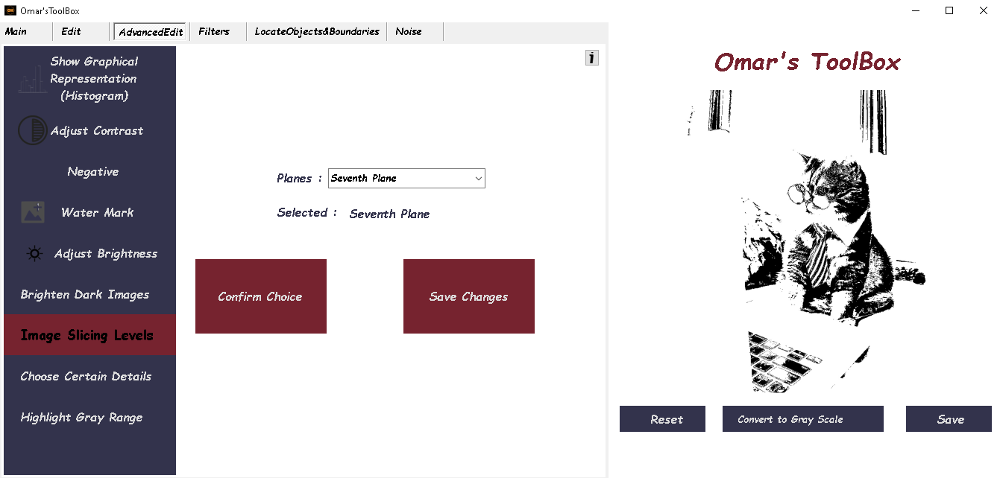 Omar'sToolBox
Main
Edit
AdvancedEdit
Filters
LocateObjects&Boundaries
Noise
Show Graphical
Representation
(Histogram)
Adjust Contrast
Negative
Water Mark
Adjust Brightness
Brighten Dark Images
Image Slicing Levels
Choose Certain Details
Highlight Gray Range
i
Planes :
Seventh Plane
Selected :
Seventh Plane
Confirm Choice
Save Changes
Omar's ToolBox
Reset
Convert to Gray Scale
Save